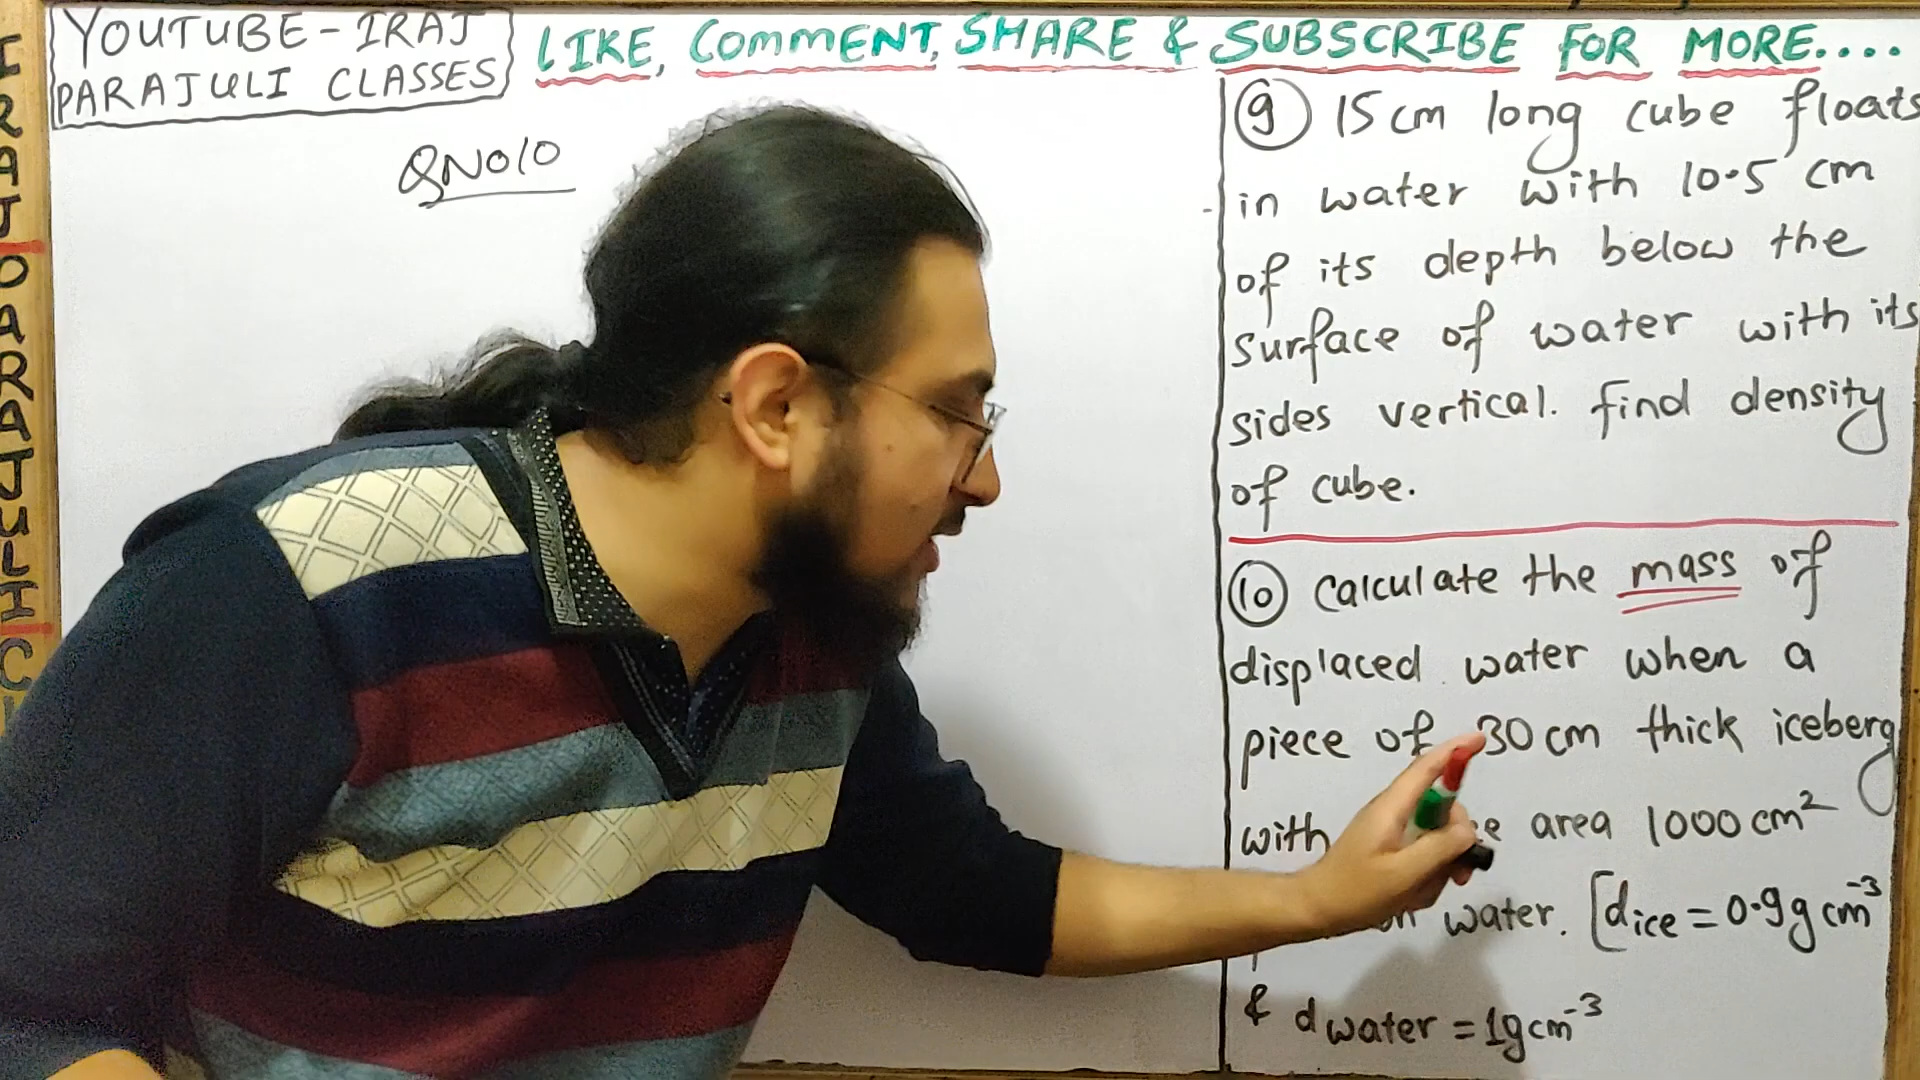 YOUTUBE - IRAJ
PARAJULI CLASSES
LIKE, COMMENT, SHARE & SUBSCRIBE FOR MORE....
IRAJ PARAJULI C
QNo10
⑨ 15 cm long cube floats
in water with 10.5 cm
of its depth below the
surface of water with its
sides vertical. find density
of cube.
⑩ calculate the mass of
displaced water when a
piece of 30 cm thick iceberg
with area 1000 cm²
water. [dice = 0.9 g cm⁻³
& dwater = 1g cm⁻³